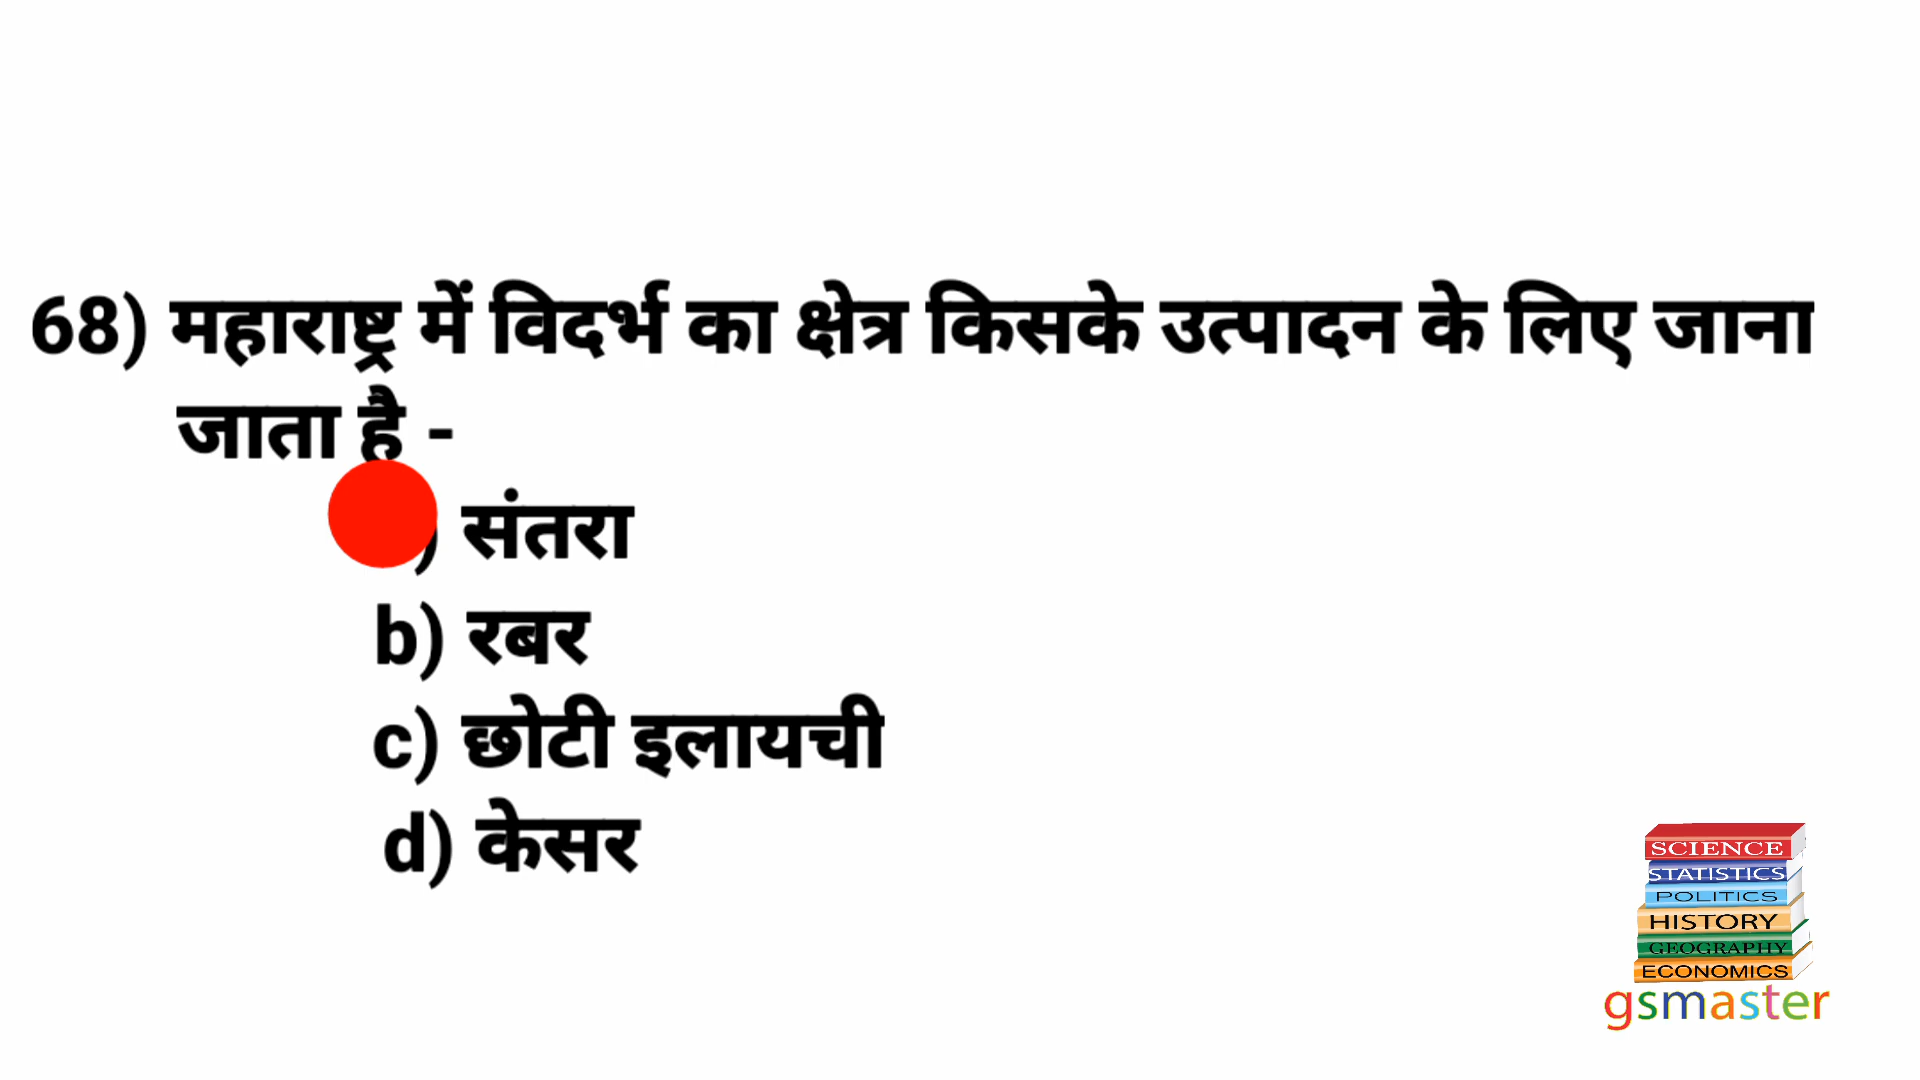 68) महाराष्ट्र में विदर्भ का क्षेत्र किसके उत्पादन के लिए जाना
जाता है -
) संतरा
b) रबर
c) छोटी इलायची
d) केसर
SCIENCE
STATISTICS
POLITICS
HISTORY
GEOGRAPHY
ECONOMICS
gsmaster